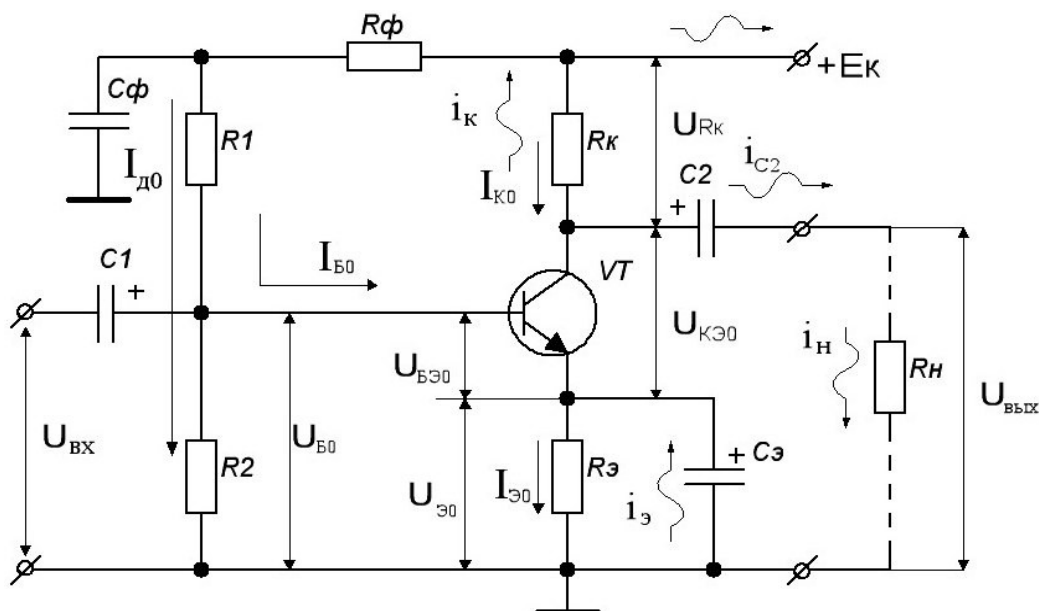 Rф
+Eк
Cф
R1
iк
Rк
URк
Iд0
IК0
C2
iC2
C1
+
IБ0
+
VT
UБЭ0
UКЭ0
iН
Rн
Uвых
UВХ
R2
UБ0
UЭ0
IЭ0
Rэ
iэ
+ Cэ